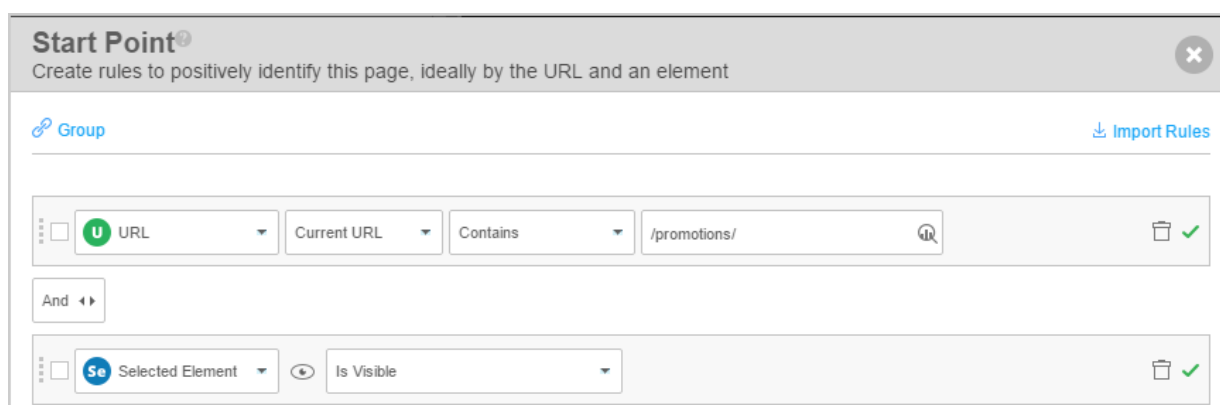 Start Point
Create rules to positively identify this page, ideally by the URL and an element
Group
Import Rules
U URL Current URL Contains /promotions/
And
Se Selected Element Is Visible